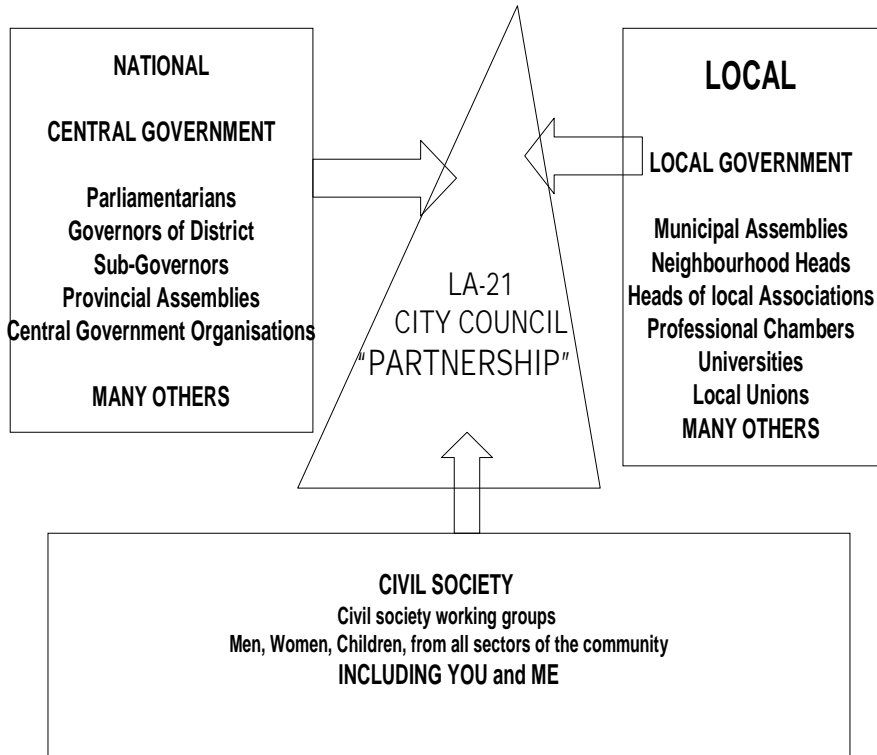 NATIONAL
CENTRAL GOVERNMENT
Parliamentarians
Governors of District
Sub-Governors
Provincial Assemblies
Central Government Organisations
MANY OTHERS
LA-21
CITY COUNCIL
"PARTNERSHIP"
LOCAL
LOCAL GOVERNMENT
Municipal Assemblies
Neighbourhood Heads
Heads of local Associations
Professional Chambers
Universities
Local Unions
MANY OTHERS
CIVIL SOCIETY
Civil society working groups
Men, Women, Children, from all sectors of the community
INCLUDING YOU and ME